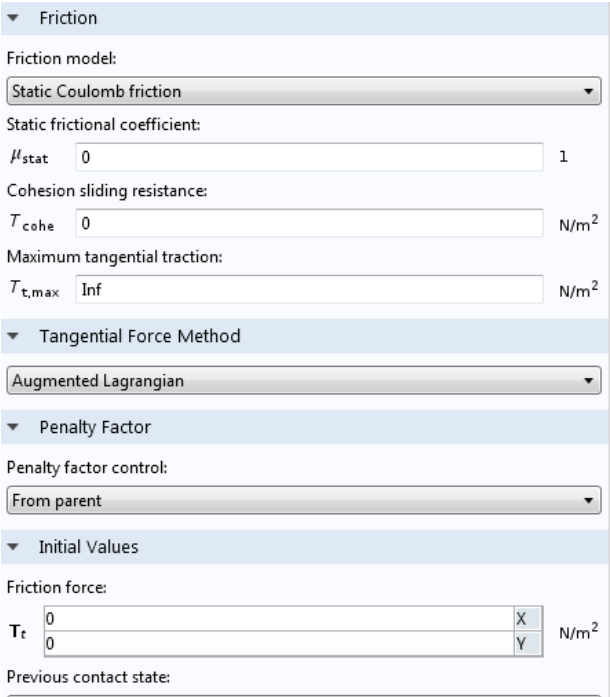 Friction
Friction model:
Static Coulomb friction
Static frictional coefficient:
μstat 0 1
Cohesion sliding resistance:
Tcohe 0 N/m²
Maximum tangential traction:
Tt,max Inf N/m²
Tangential Force Method
Augmented Lagrangian
Penalty Factor
Penalty factor control:
From parent
Initial Values
Friction force:
0 X
Tt N/m²
0 Y
Previous contact state: